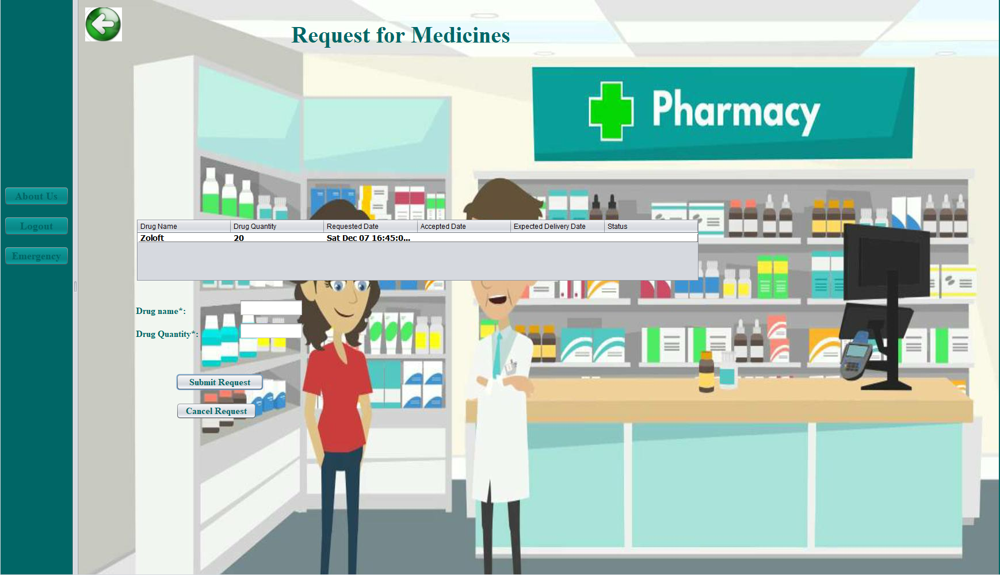 Request for Medicines
Pharmacy
About Us
Logout
Emergency
Drug Name Drug Quantity Requested Date Accepted Date Expected Delivery Date Status
Zoloft 20 Sat Dec 07 16:45:0...
Drug name*:
Drug Quantity*:
Submit Request
Cancel Request